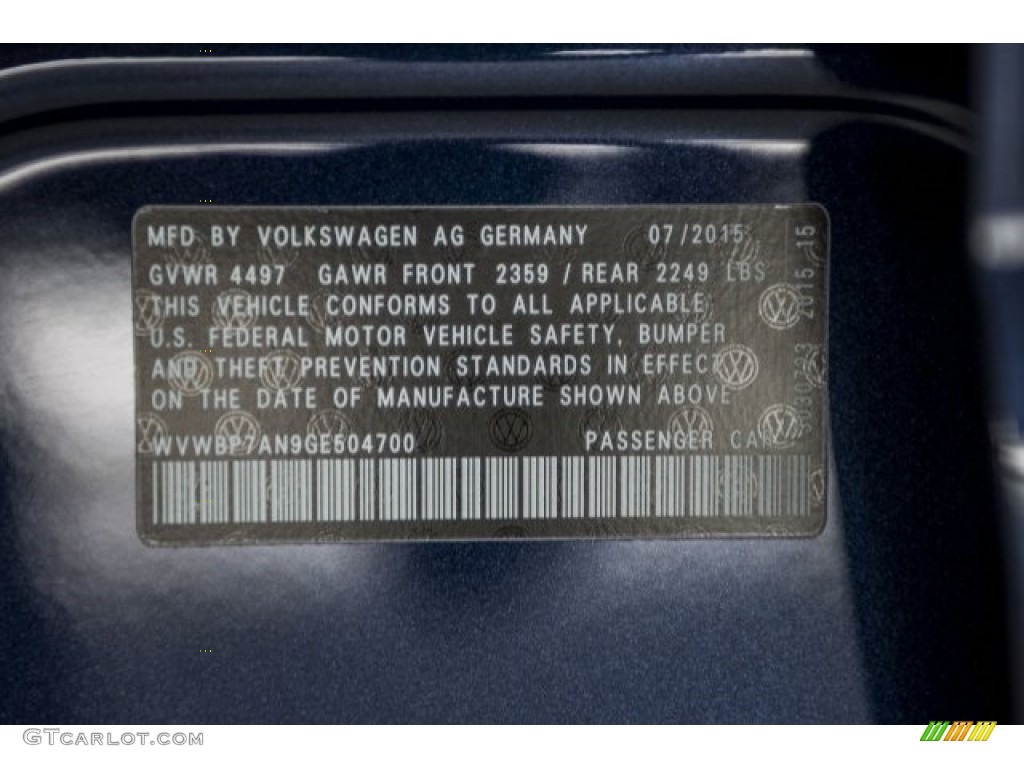 MFD BY VOLKSWAGEN AG GERMANY 07/2015
GVWR 4497 GAWR FRONT 2359 / REAR 2249 LBS
THIS VEHICLE CONFORMS TO ALL APPLICABLE
U.S. FEDERAL MOTOR VEHICLE SAFETY, BUMPER
AND THEFT PREVENTION STANDARDS IN EFFECT
ON THE DATE OF MANUFACTURE SHOWN ABOVE
WVWBP7AN9GE504700 PASSENGER CAR
2015 15
GTCARLOT.COM